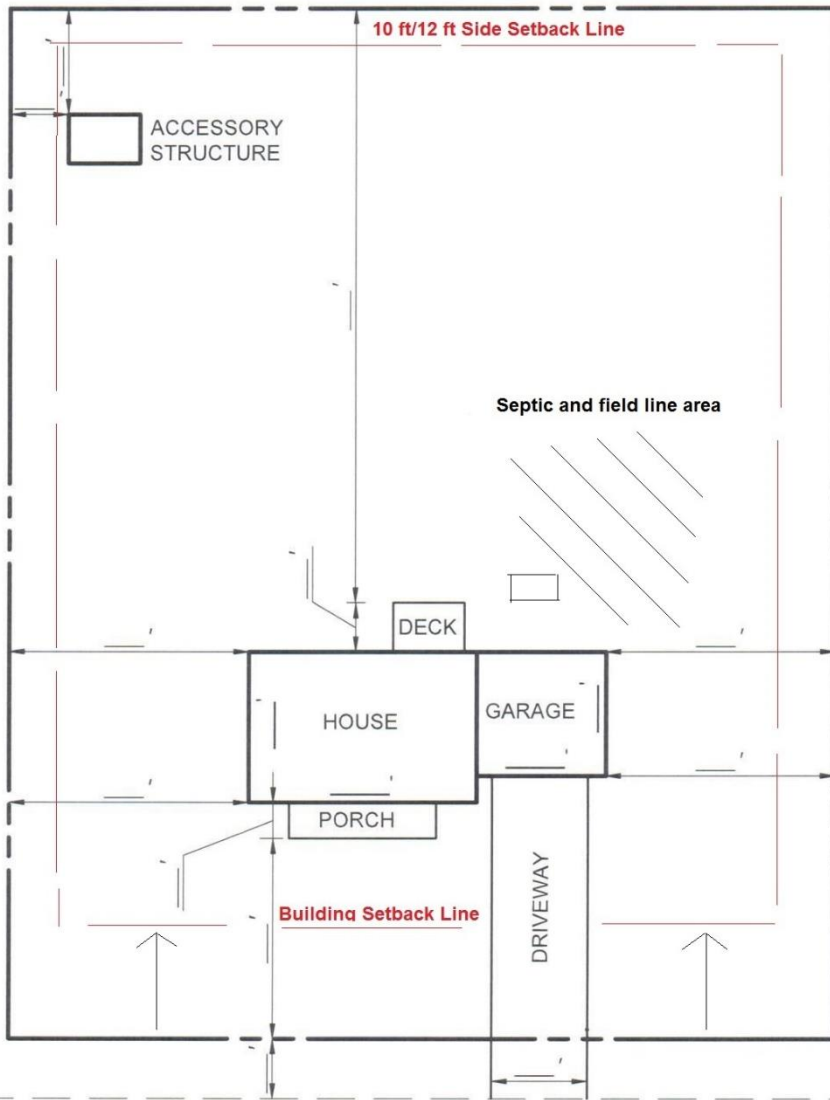 10 ft/12 ft Side Setback Line
ACCESSORY
STRUCTURE
Septic and field line area
DECK
HOUSE
GARAGE
PORCH
DRIVEWAY
Building Setback Line